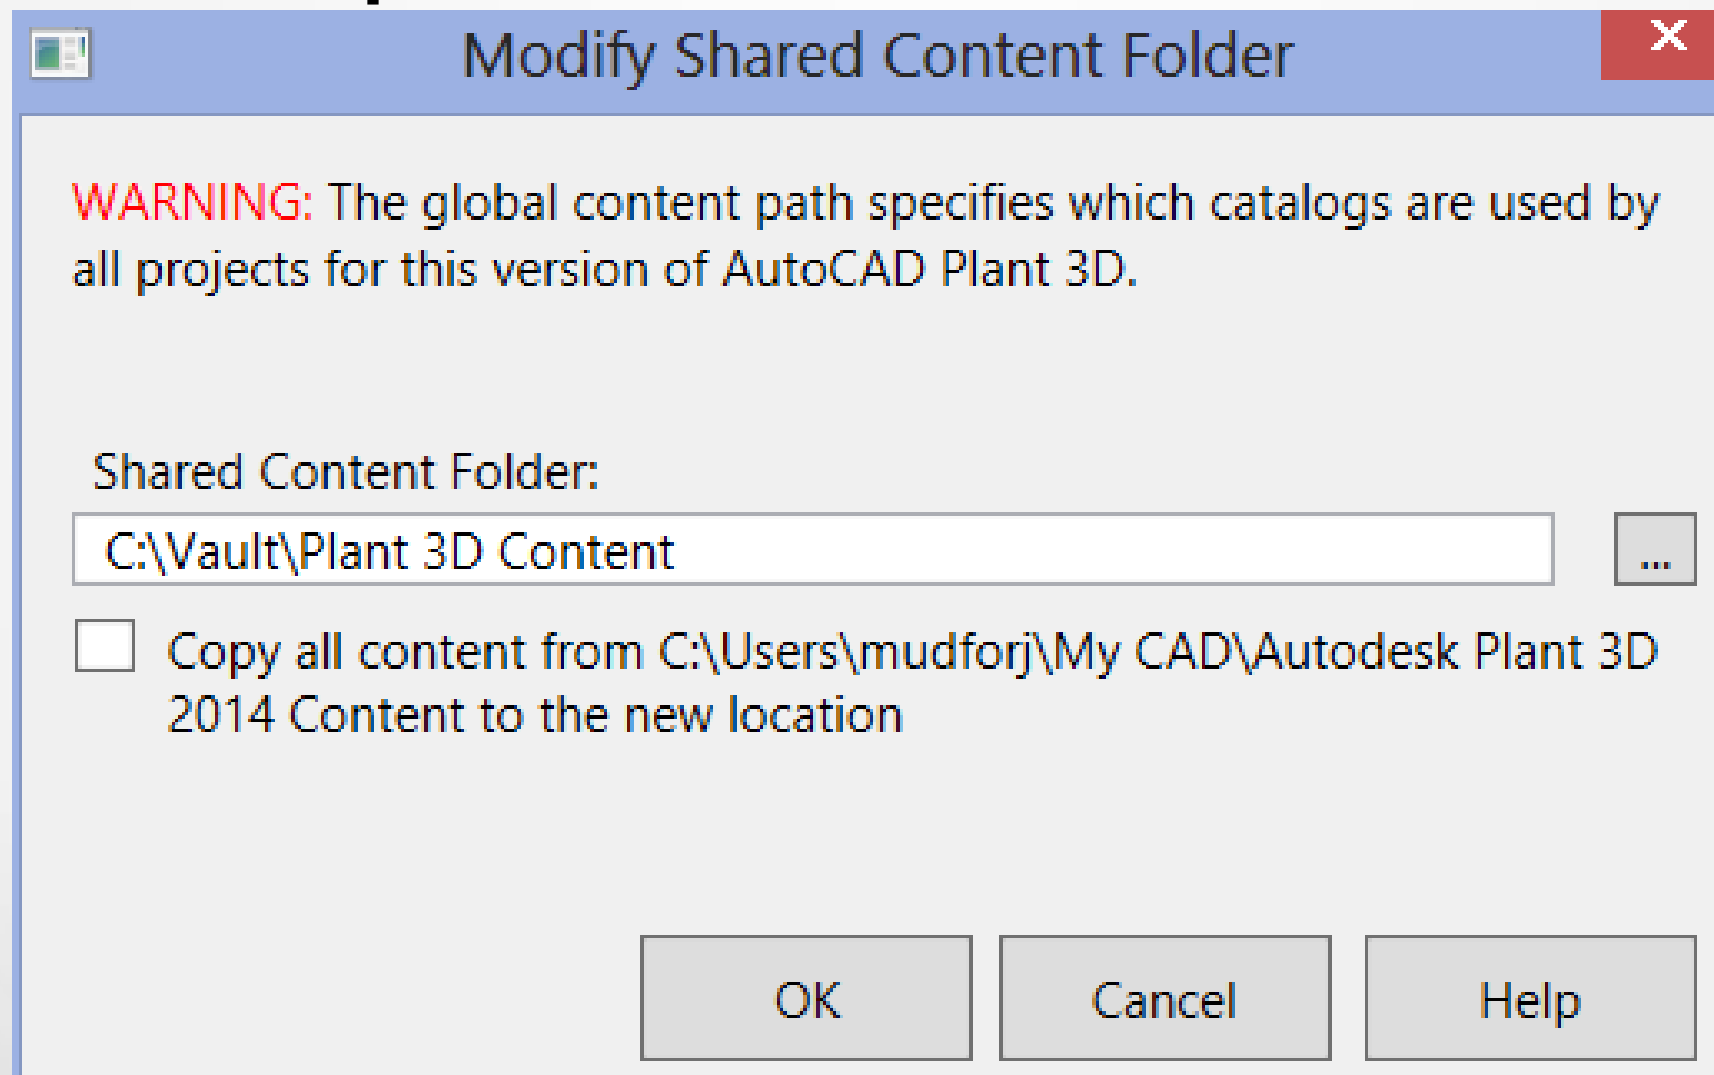 Modify Shared Content Folder
WARNING: The global content path specifies which catalogs are used by
all projects for this version of AutoCAD Plant 3D.
Shared Content Folder:
C:\Vault\Plant 3D Content
...
Copy all content from C:\Users\mudforj\My CAD\Autodesk Plant 3D
2014 Content to the new location
OK
Cancel
Help